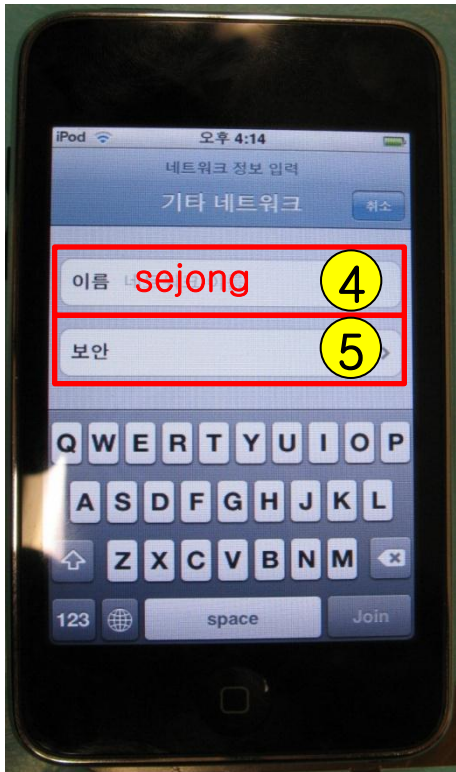 iPod 오후 4:14
네트워크 정보 입력
기타 네트워크 취소
이름 sejong ④
보안 ⑤ >
Q W E R T Y U I O P
A S D F G H J K L
Z X C V B N M
123 space Join